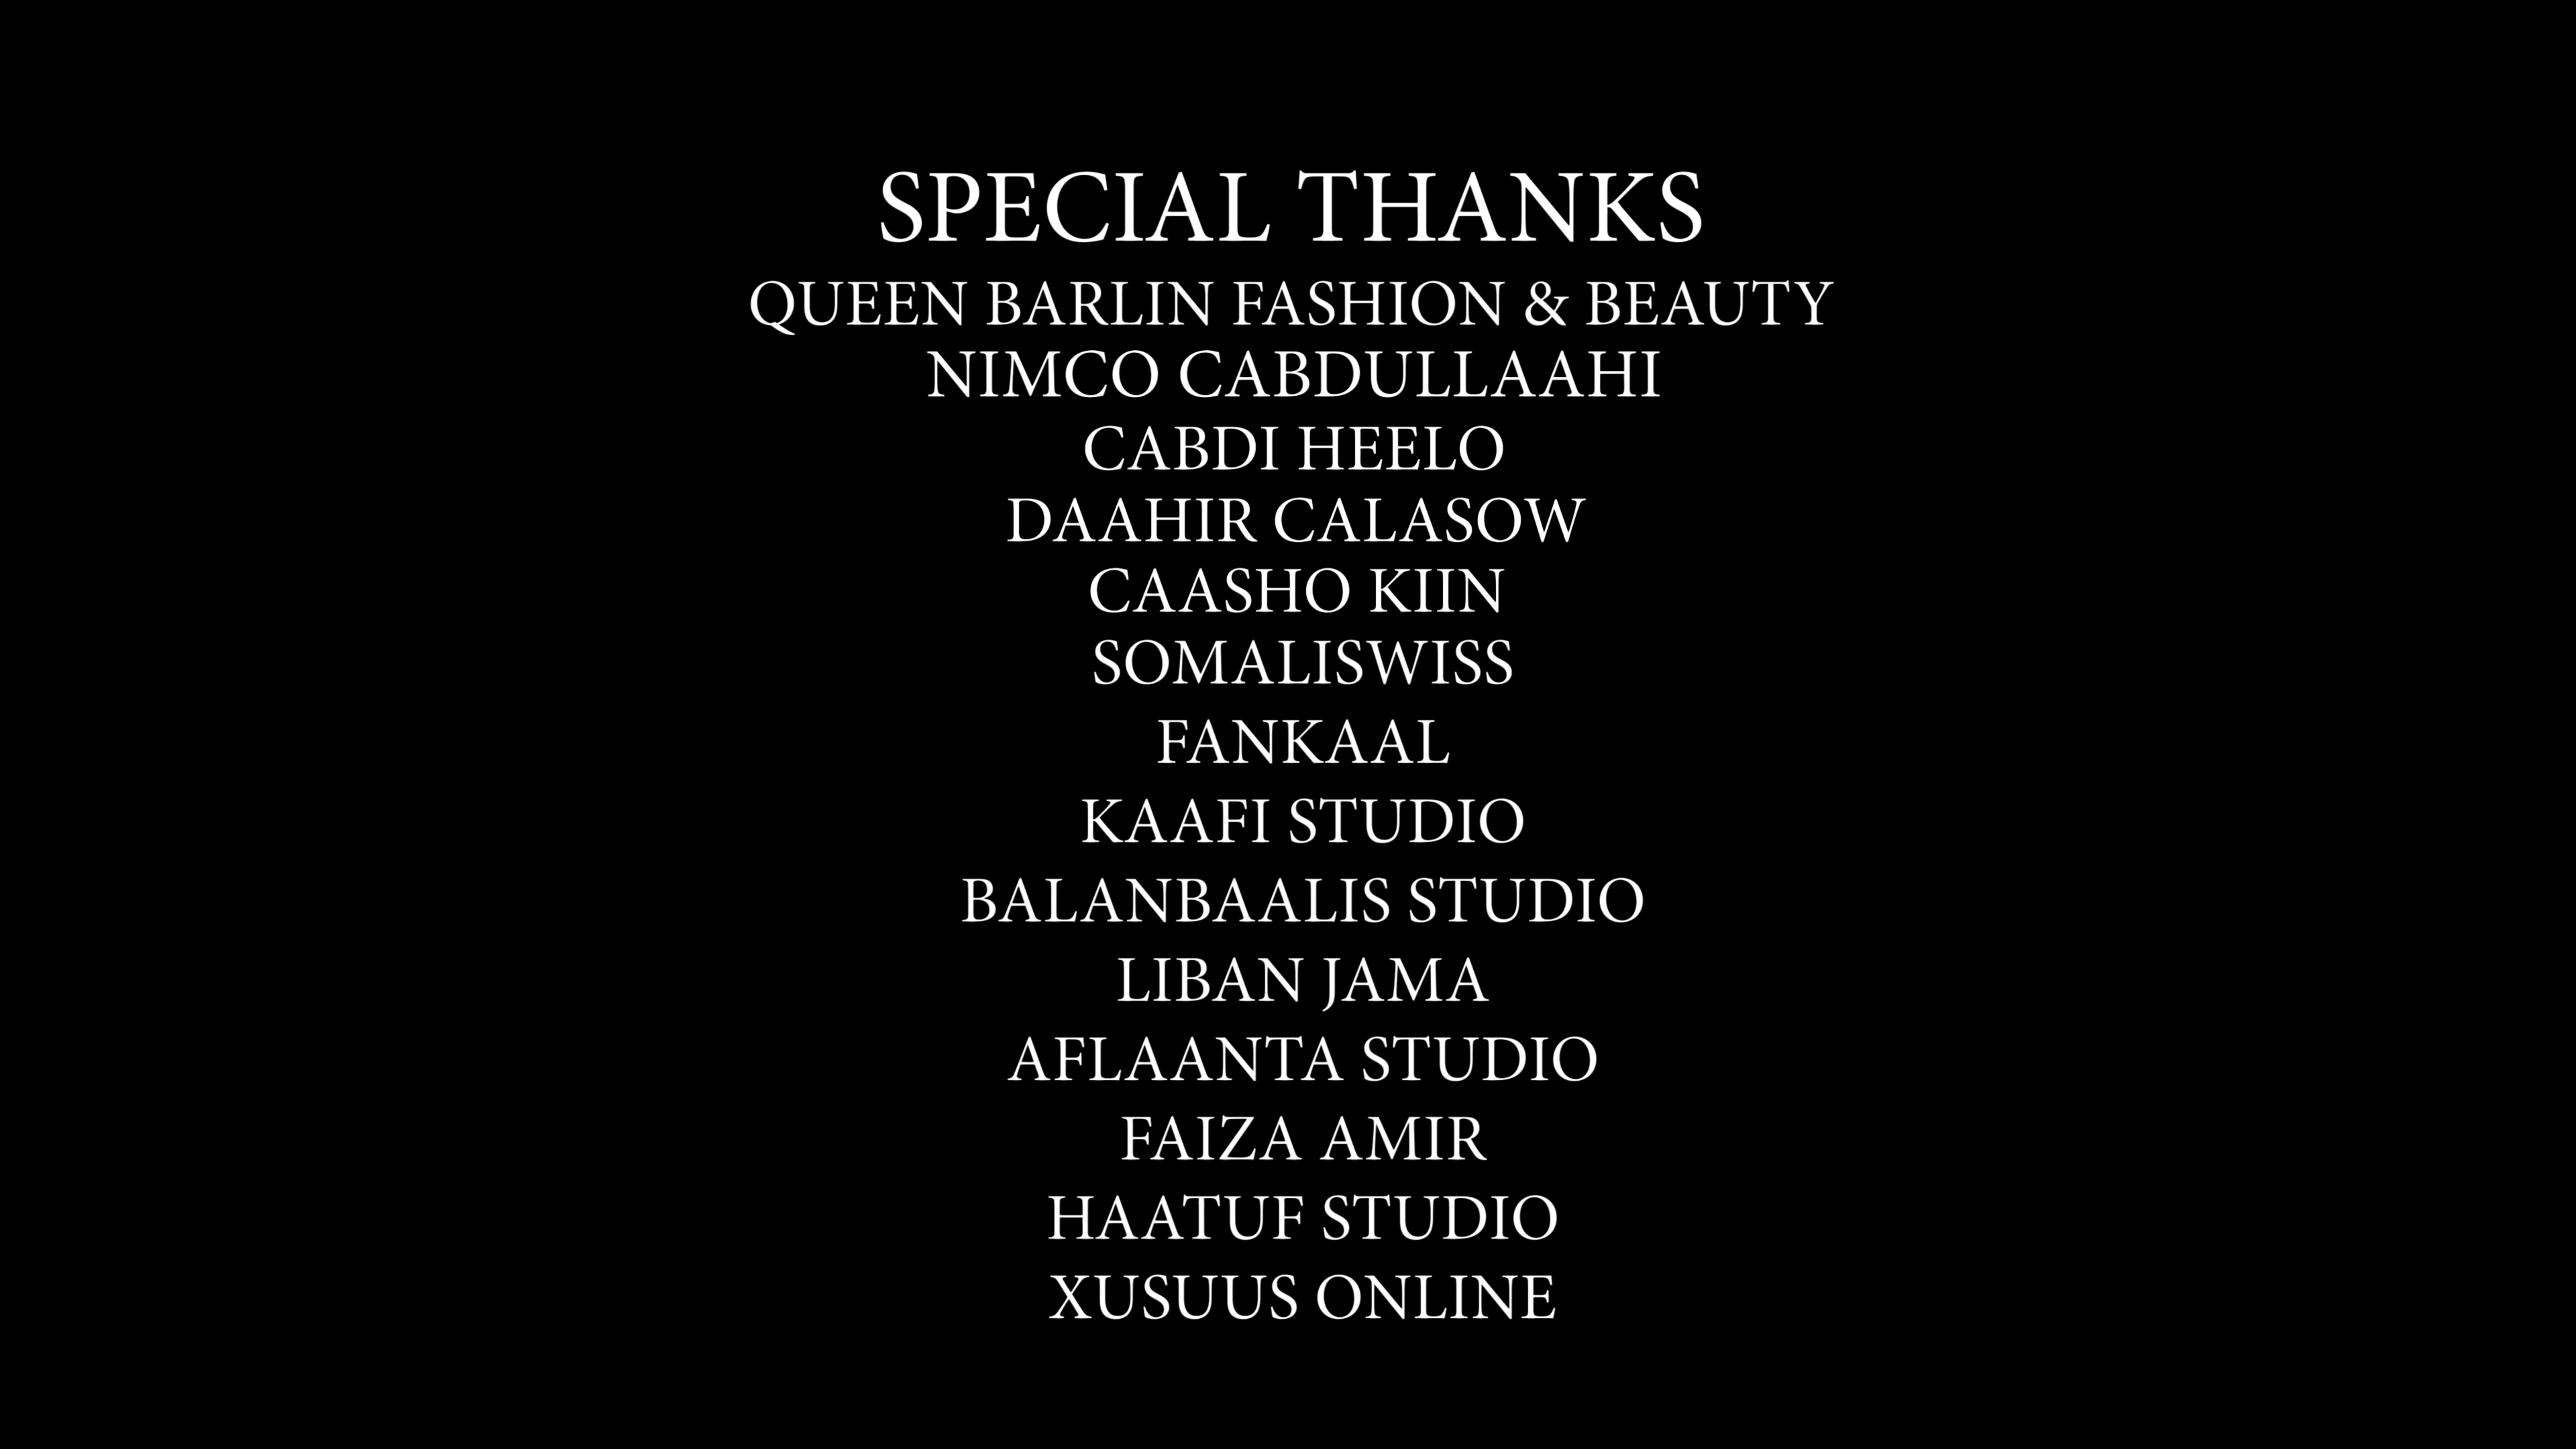 SPECIAL THANKS
QUEEN BARLIN FASHION & BEAUTY
NIMCO CABDULLAAHI
CABDI HEELO
DAAHIR CALASOW
CAASHO KIIN
SOMALISWISS
FANKAAL
KAAFI STUDIO
BALANBAALIS STUDIO
LIBAN JAMA
AFLAANTA STUDIO
FAIZA AMIR
HAATUF STUDIO
XUSUUS ONLINE